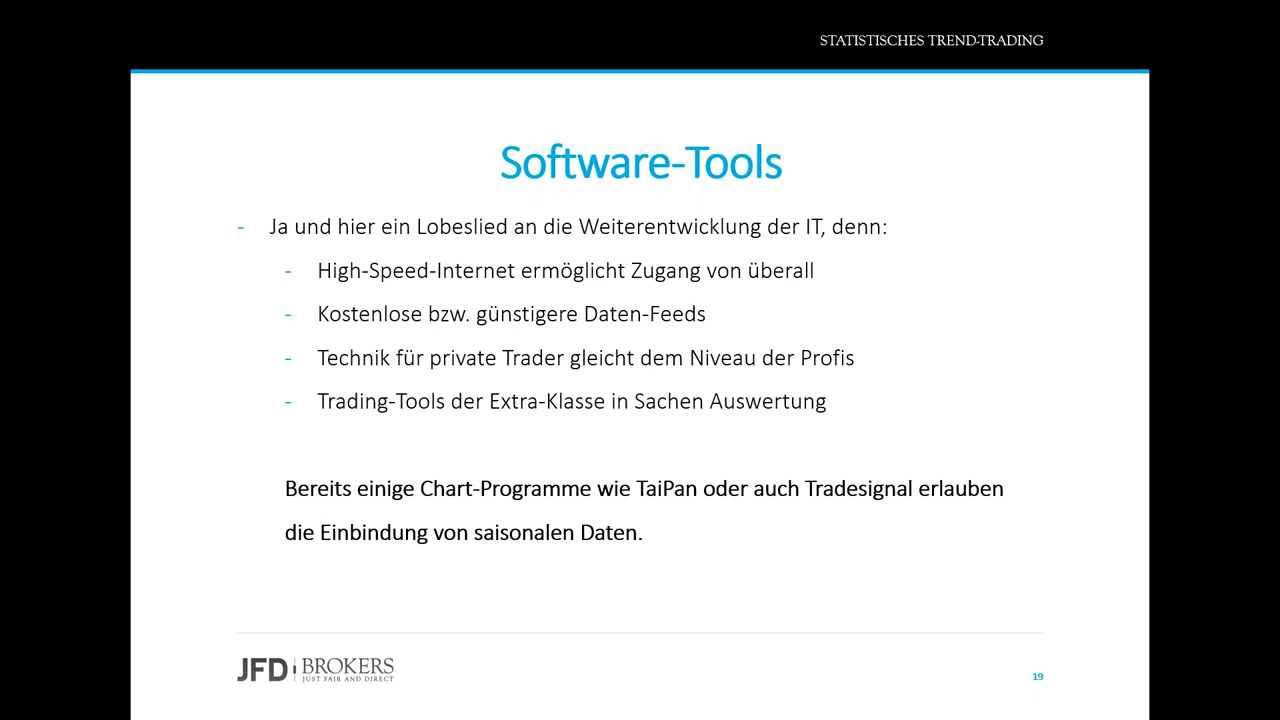 STATISTISCHES TREND-TRADING
Software-Tools
- Ja und hier ein Lobeslied an die Weiterentwicklung der IT, denn:
- High-Speed-Internet ermöglicht Zugang von überall
- Kostenlose bzw. günstigere Daten-Feeds
- Technik für private Trader gleicht dem Niveau der Profis
- Trading-Tools der Extra-Klasse in Sachen Auswertung
Bereits einige Chart-Programme wie TaiPan oder auch Tradesignal erlauben
die Einbindung von saisonalen Daten.
JFD BROKERS
JUST FAIR AND DIRECT
19